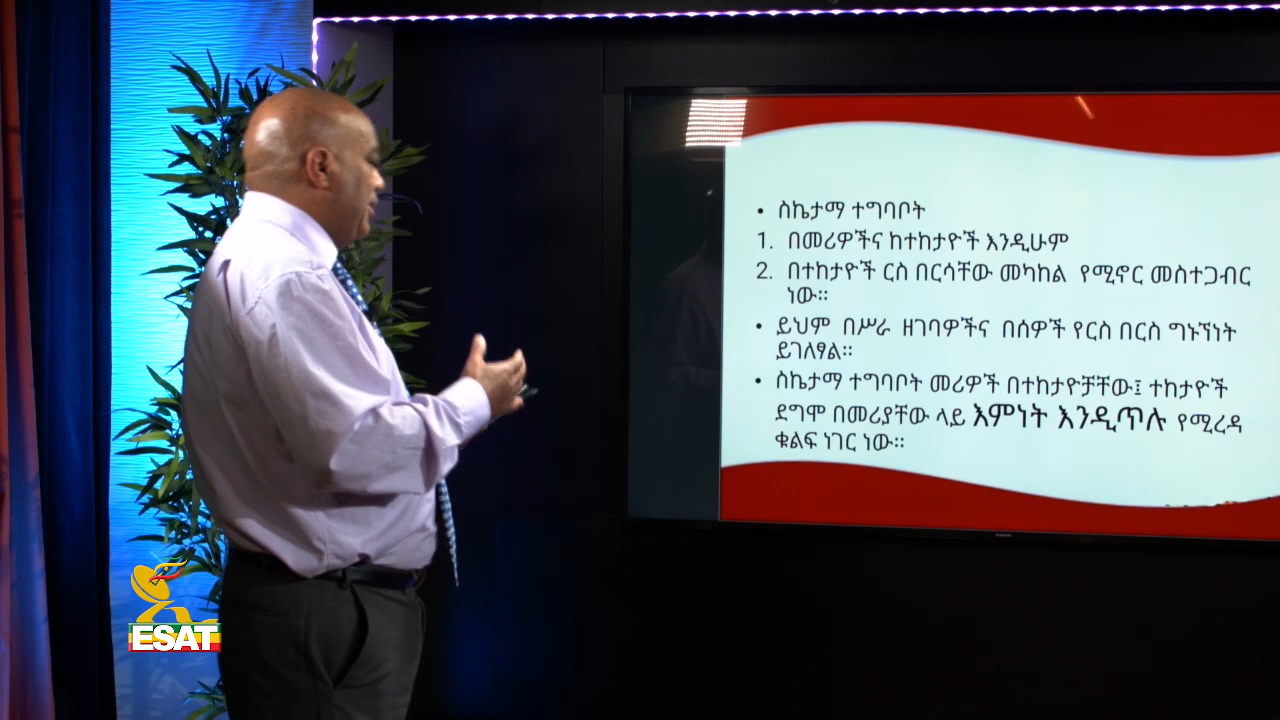 • ስኬታማ ተግባቦት
1. በመሪዎችና ከተከታዮች እንዲሁም
2. በተከታዮች ርስ በርሳቸው መካከል የሚኖር መስተጋብር
ነው።
• ይህም በሥራ ዘገባዎችና በሰዎች የርስ በርስ ግኑኘነት
ይገለፃል።
• ስኬታማ ተግባቦት መሪዎች በተከታዮቻቸው፤ ተከታዮች
ደግሞ በመሪያቸው ላይ እምነት እንዲጥሉ የሚረዳ
ቁልፍ ነገር ነው።
ESAT